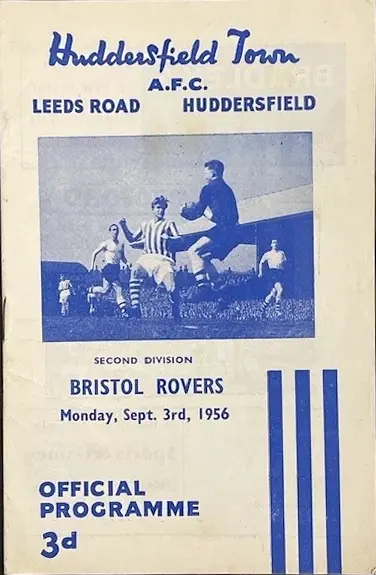 Huddersfield Town
A.F.C.
LEEDS ROAD HUDDERSFIELD
SECOND DIVISION
BRISTOL ROVERS
Monday, Sept. 3rd, 1956
OFFICIAL
PROGRAMME
3d